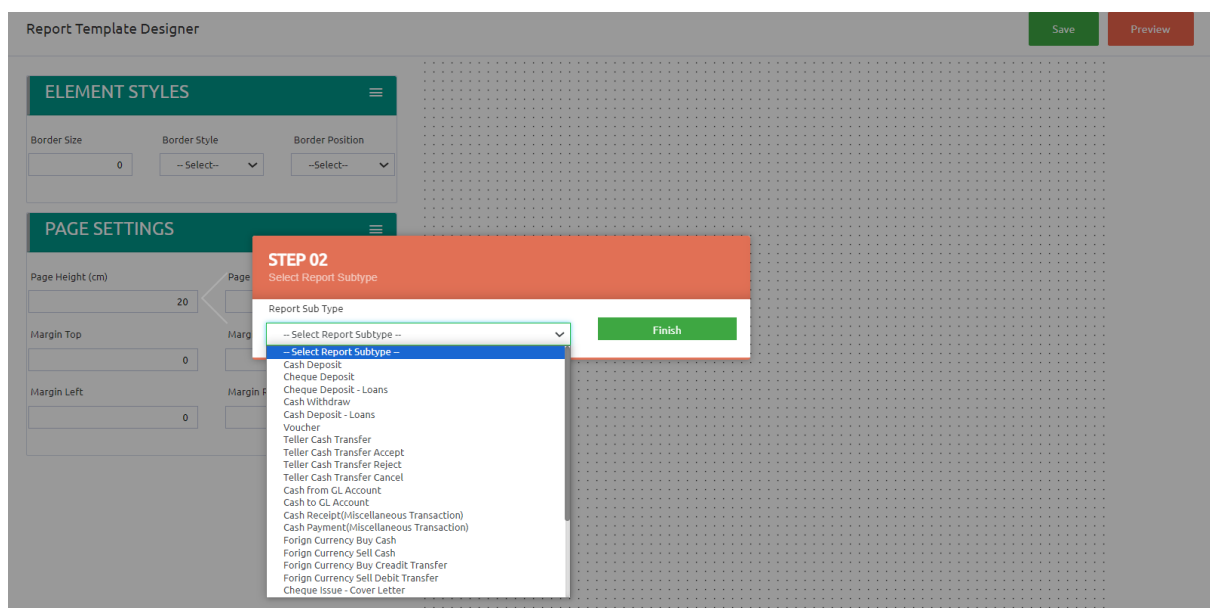 Report Template Designer
Save
Preview
ELEMENT STYLES
Border Size
Border Style
Border Position
0
-- Select--
--Select--
PAGE SETTINGS
Page Height (cm)
Page
20
Margin Top
Marg
0
Margin Left
Margin
0
STEP 02
Select Report Subtype
Report Sub Type
-- Select Report Subtype --
Finish
-- Select Report Subtype --
Cash Deposit
Cheque Deposit
Cheque Deposit - Loans
Cash Withdraw
Cash Deposit - Loans
Voucher
Teller Cash Transfer
Teller Cash Transfer Accept
Teller Cash Transfer Reject
Teller Cash Transfer Cancel
Cash from GL Account
Cash to GL Account
Cash Receipt(Miscellaneous Transaction)
Cash Payment(Miscellaneous Transaction)
Forign Currency Buy Cash
Forign Currency Sell Cash
Forign Currency Buy Creadit Transfer
Forign Currency Sell Debit Transfer
Cheque Issue - Cover Letter